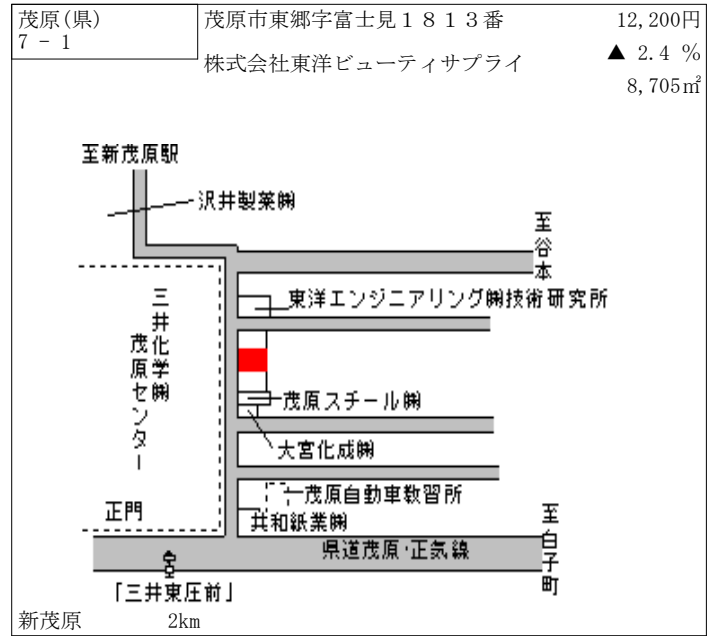 茂原(県)
7 - 1
茂原市東郷字富士見1813番
株式会社東洋ビューティサプライ
12,200円
▲ 2.4 %
8,705㎡
至新茂原駅
沢井製薬㈱
至谷本
東洋エンジニアリング㈱技術研究所
三井化学㈱
茂原センター
茂原スチール㈱
大宮化成㈱
茂原自動車教習所
正門
共和紙業㈱
至白子町
県道茂原・正気線
「三井東圧前」
新茂原 2km